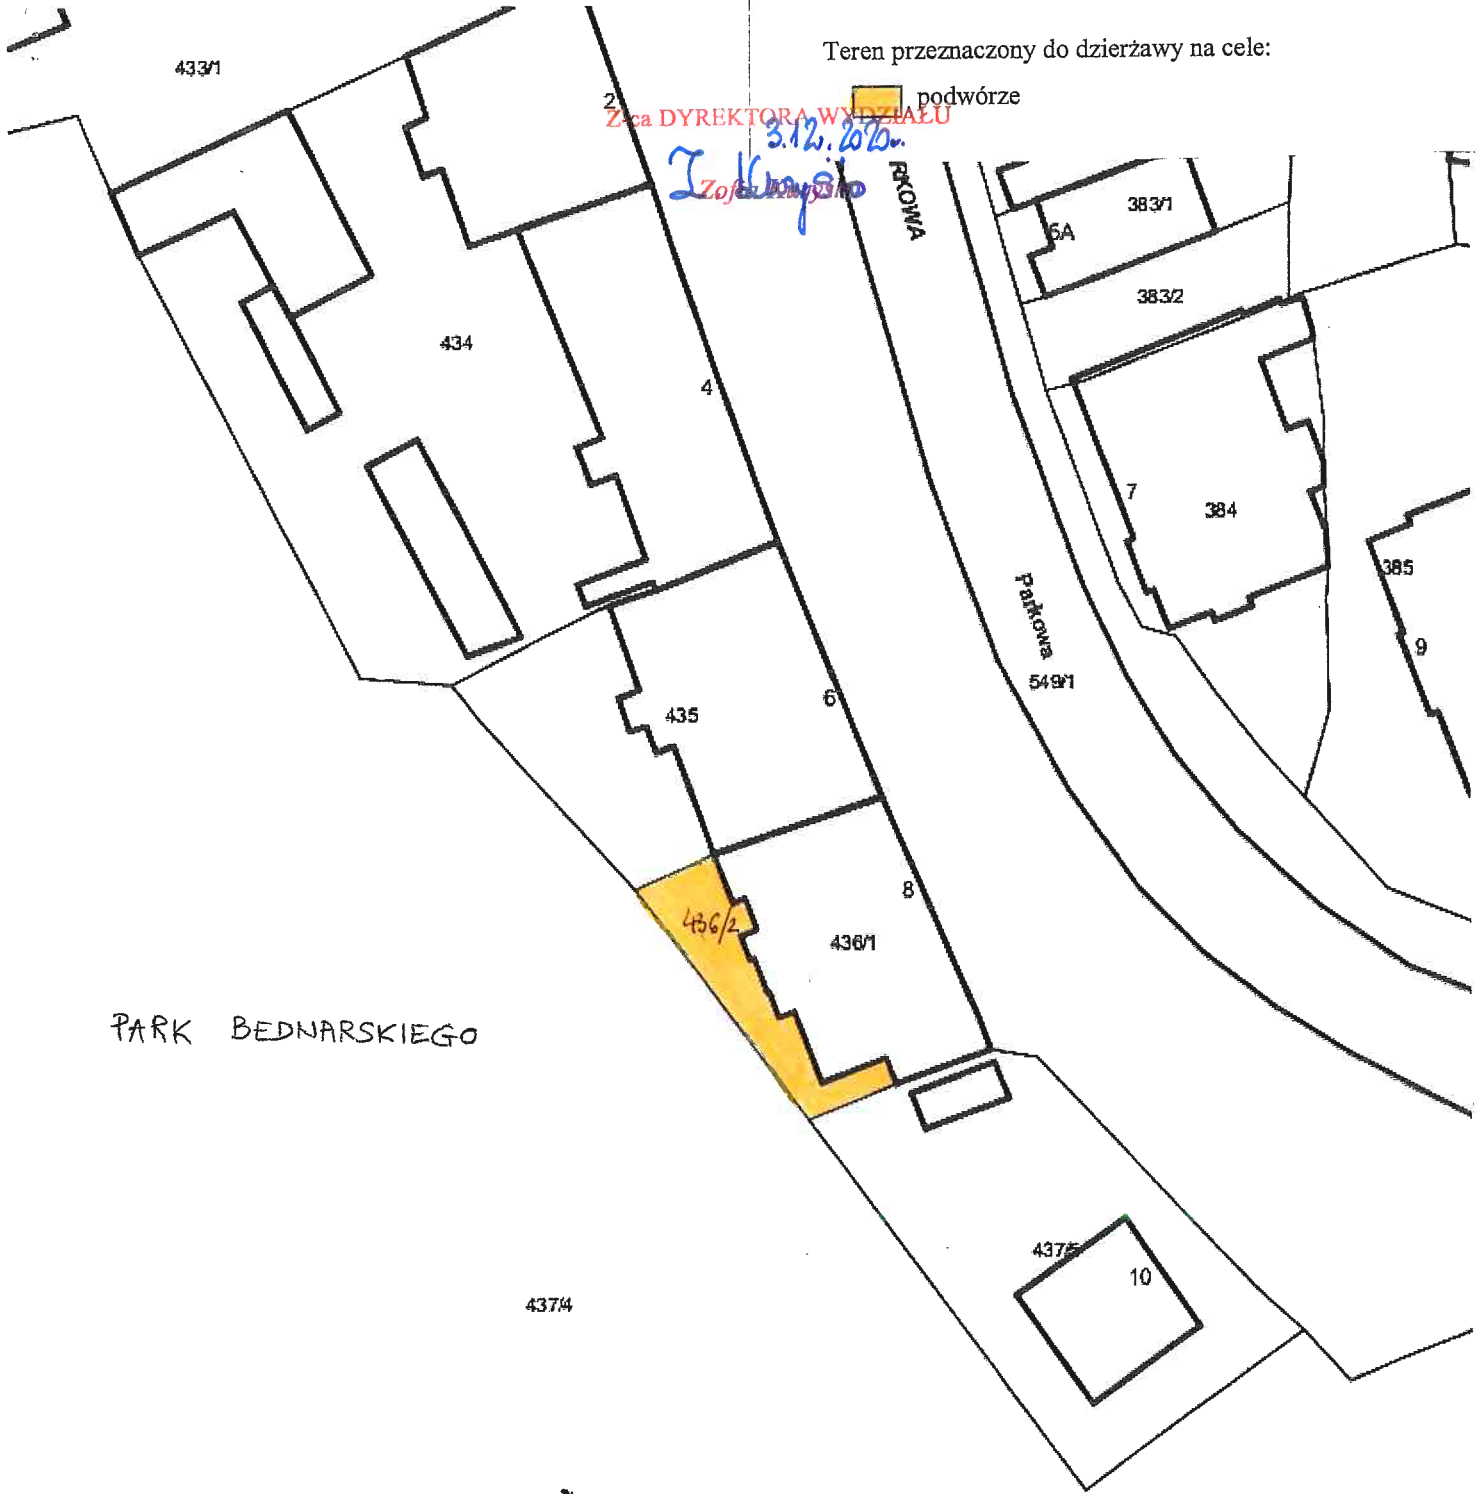 Teren przeznaczony do dzierżawy na cele:
podwórze
Z-ca DYREKTORA WYDZIAŁU
3.12.2020r.
433/1
2
RKOWA
6A
383/1
383/2
434
4
7
384
385
9
Parkowa
549/1
6
435
8
436/2
436/1
PARK BEDNARSKIEGO
437/5
10
437/4